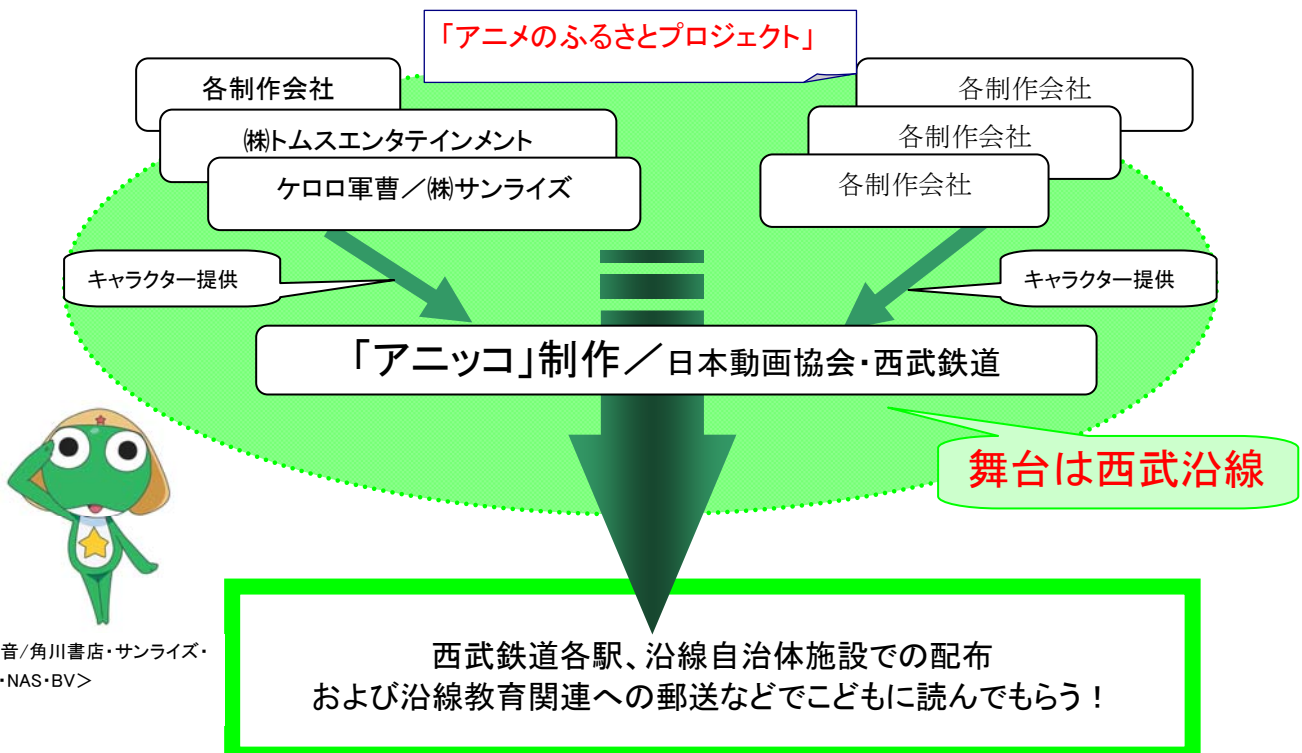 「アニメのふるさとプロジェクト」
各制作会社
㈱トムスエンタテインメント
ケロロ軍曹／㈱サンライズ
各制作会社
各制作会社
各制作会社
キャラクター提供
キャラクター提供
「アニッコ」制作／日本動画協会・西武鉄道
舞台は西武沿線
音/角川書店・サンライズ・
・NAS・BV＞
西武鉄道各駅、沿線自治体施設での配布
および沿線教育関連への郵送などでこどもに読んでもらう！